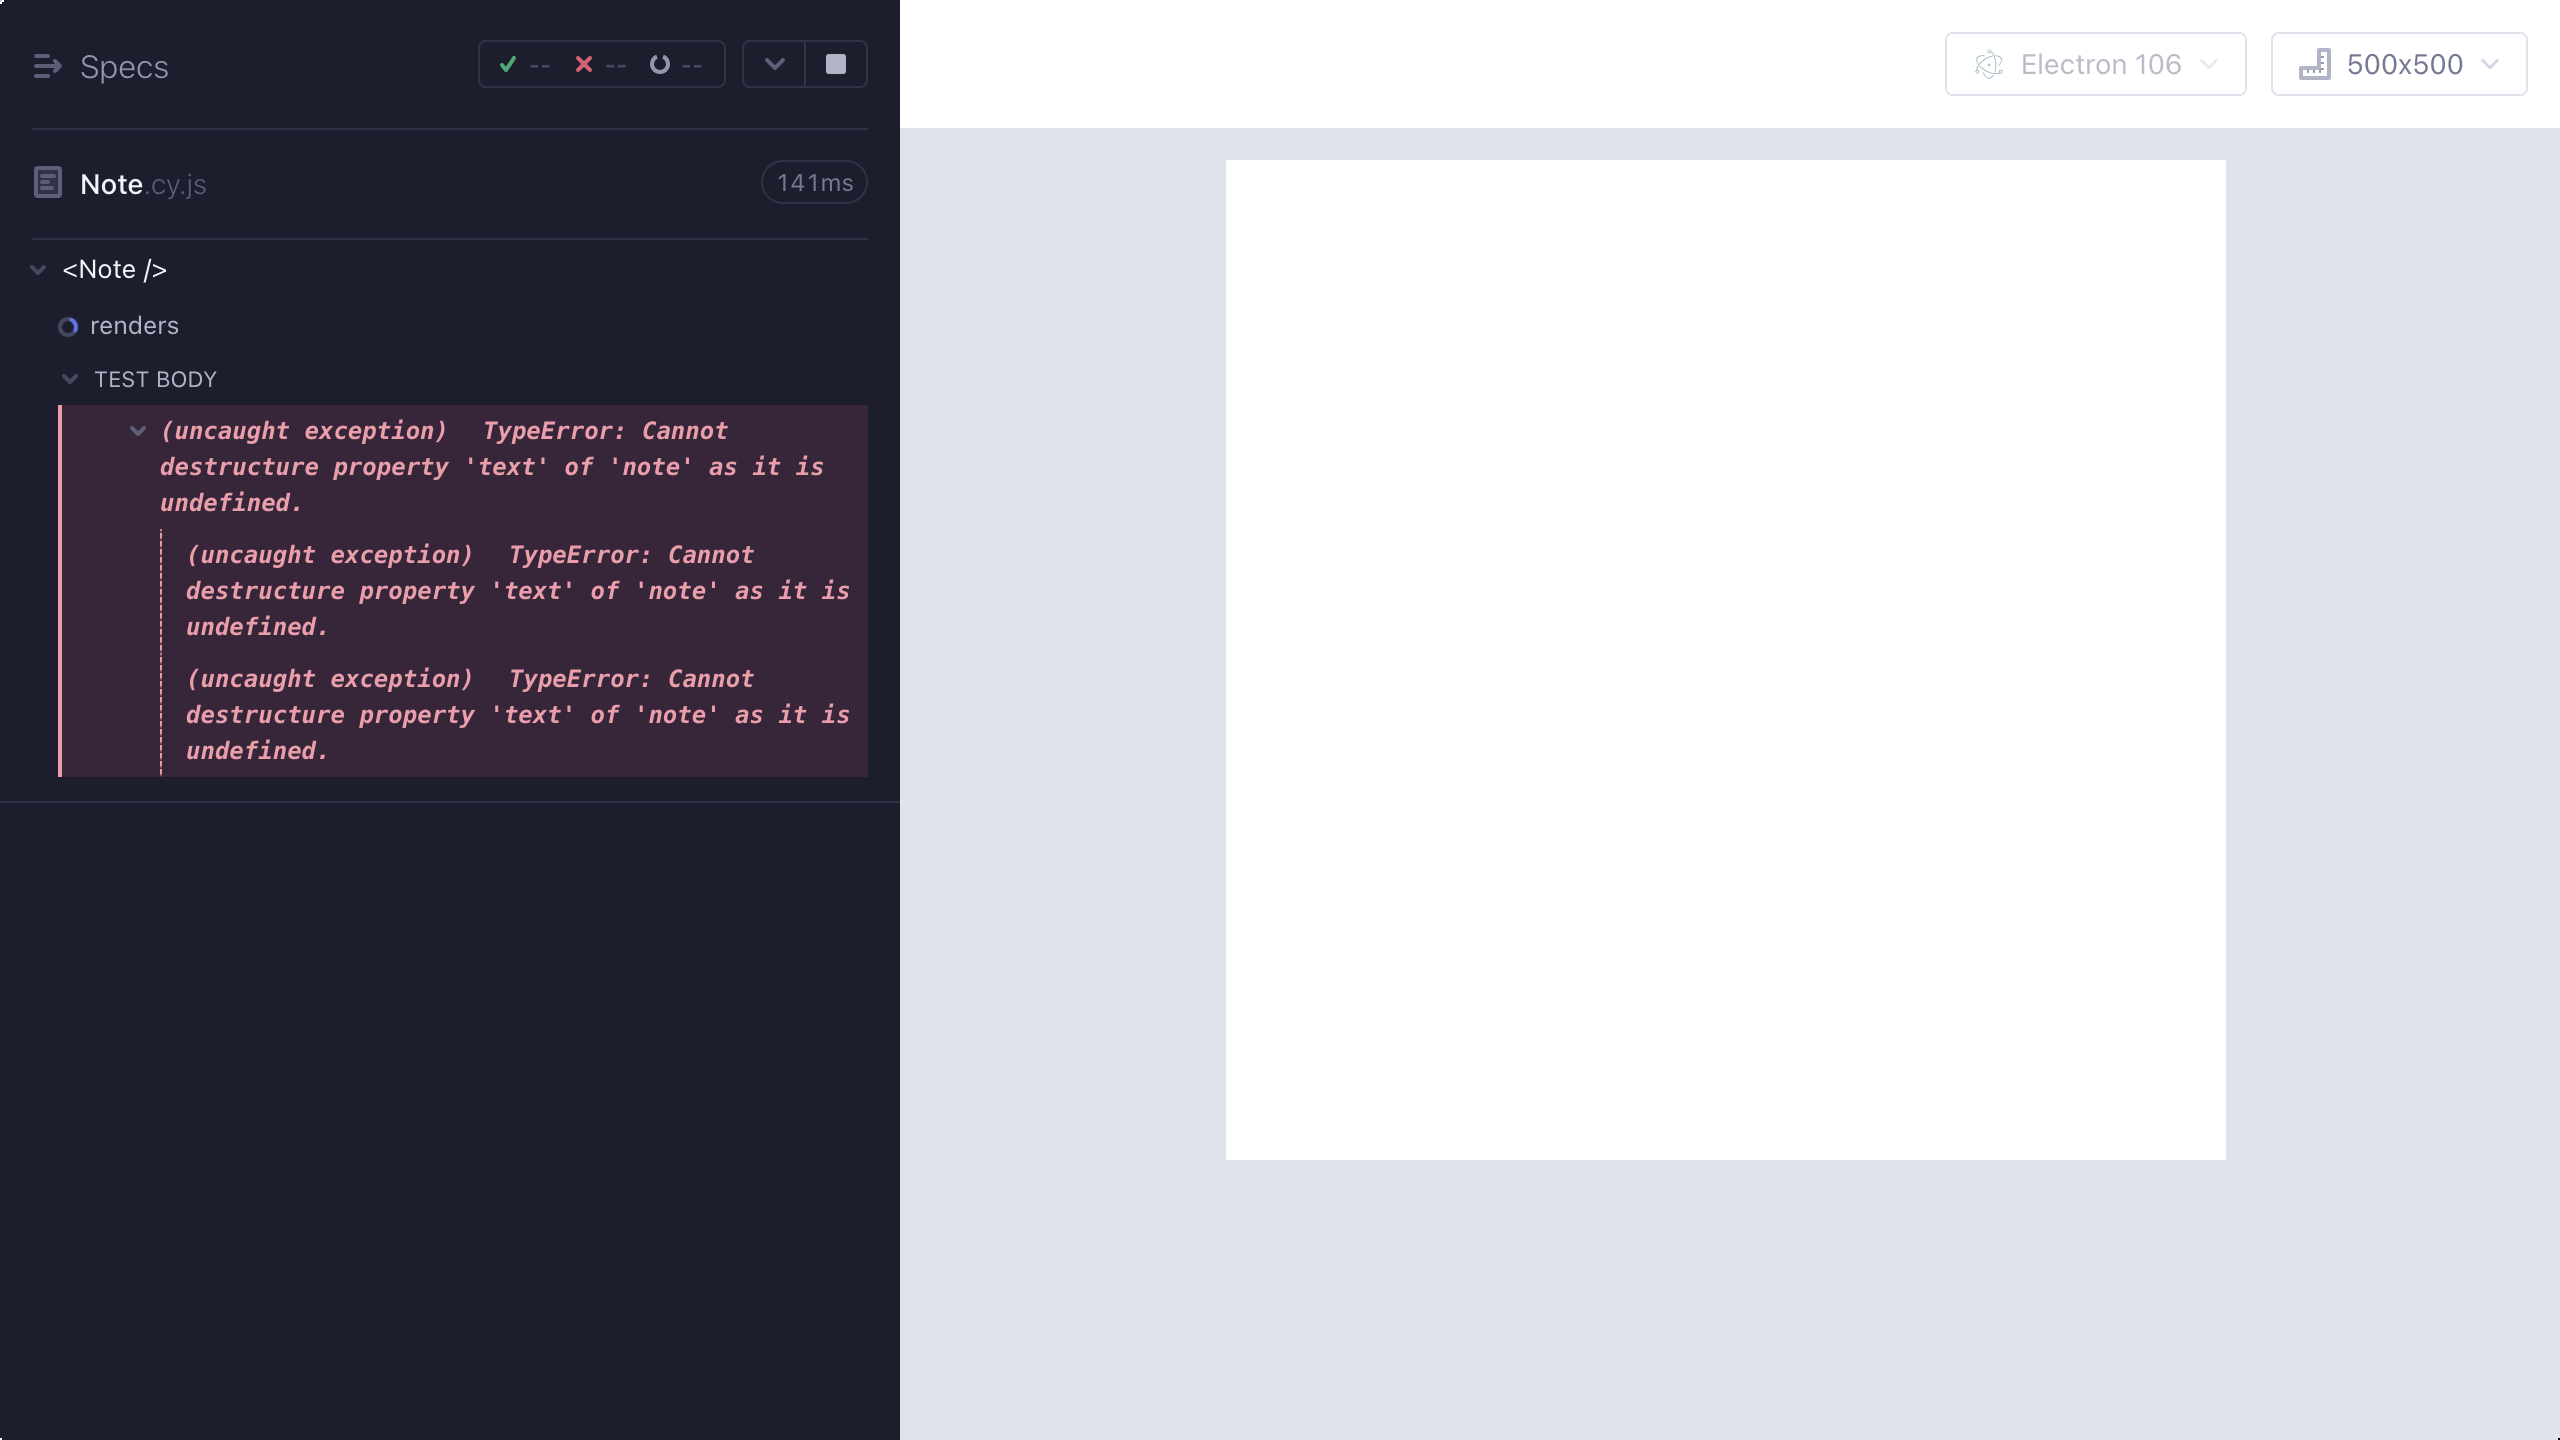 Specs
-- -- --
Electron 106
500x500
Note.cy.js
141ms
<Note />
renders
TEST BODY
(uncaught exception) TypeError: Cannot
destructure property 'text' of 'note' as it is
undefined.
(uncaught exception) TypeError: Cannot
destructure property 'text' of 'note' as it is
undefined.
(uncaught exception) TypeError: Cannot
destructure property 'text' of 'note' as it is
undefined.